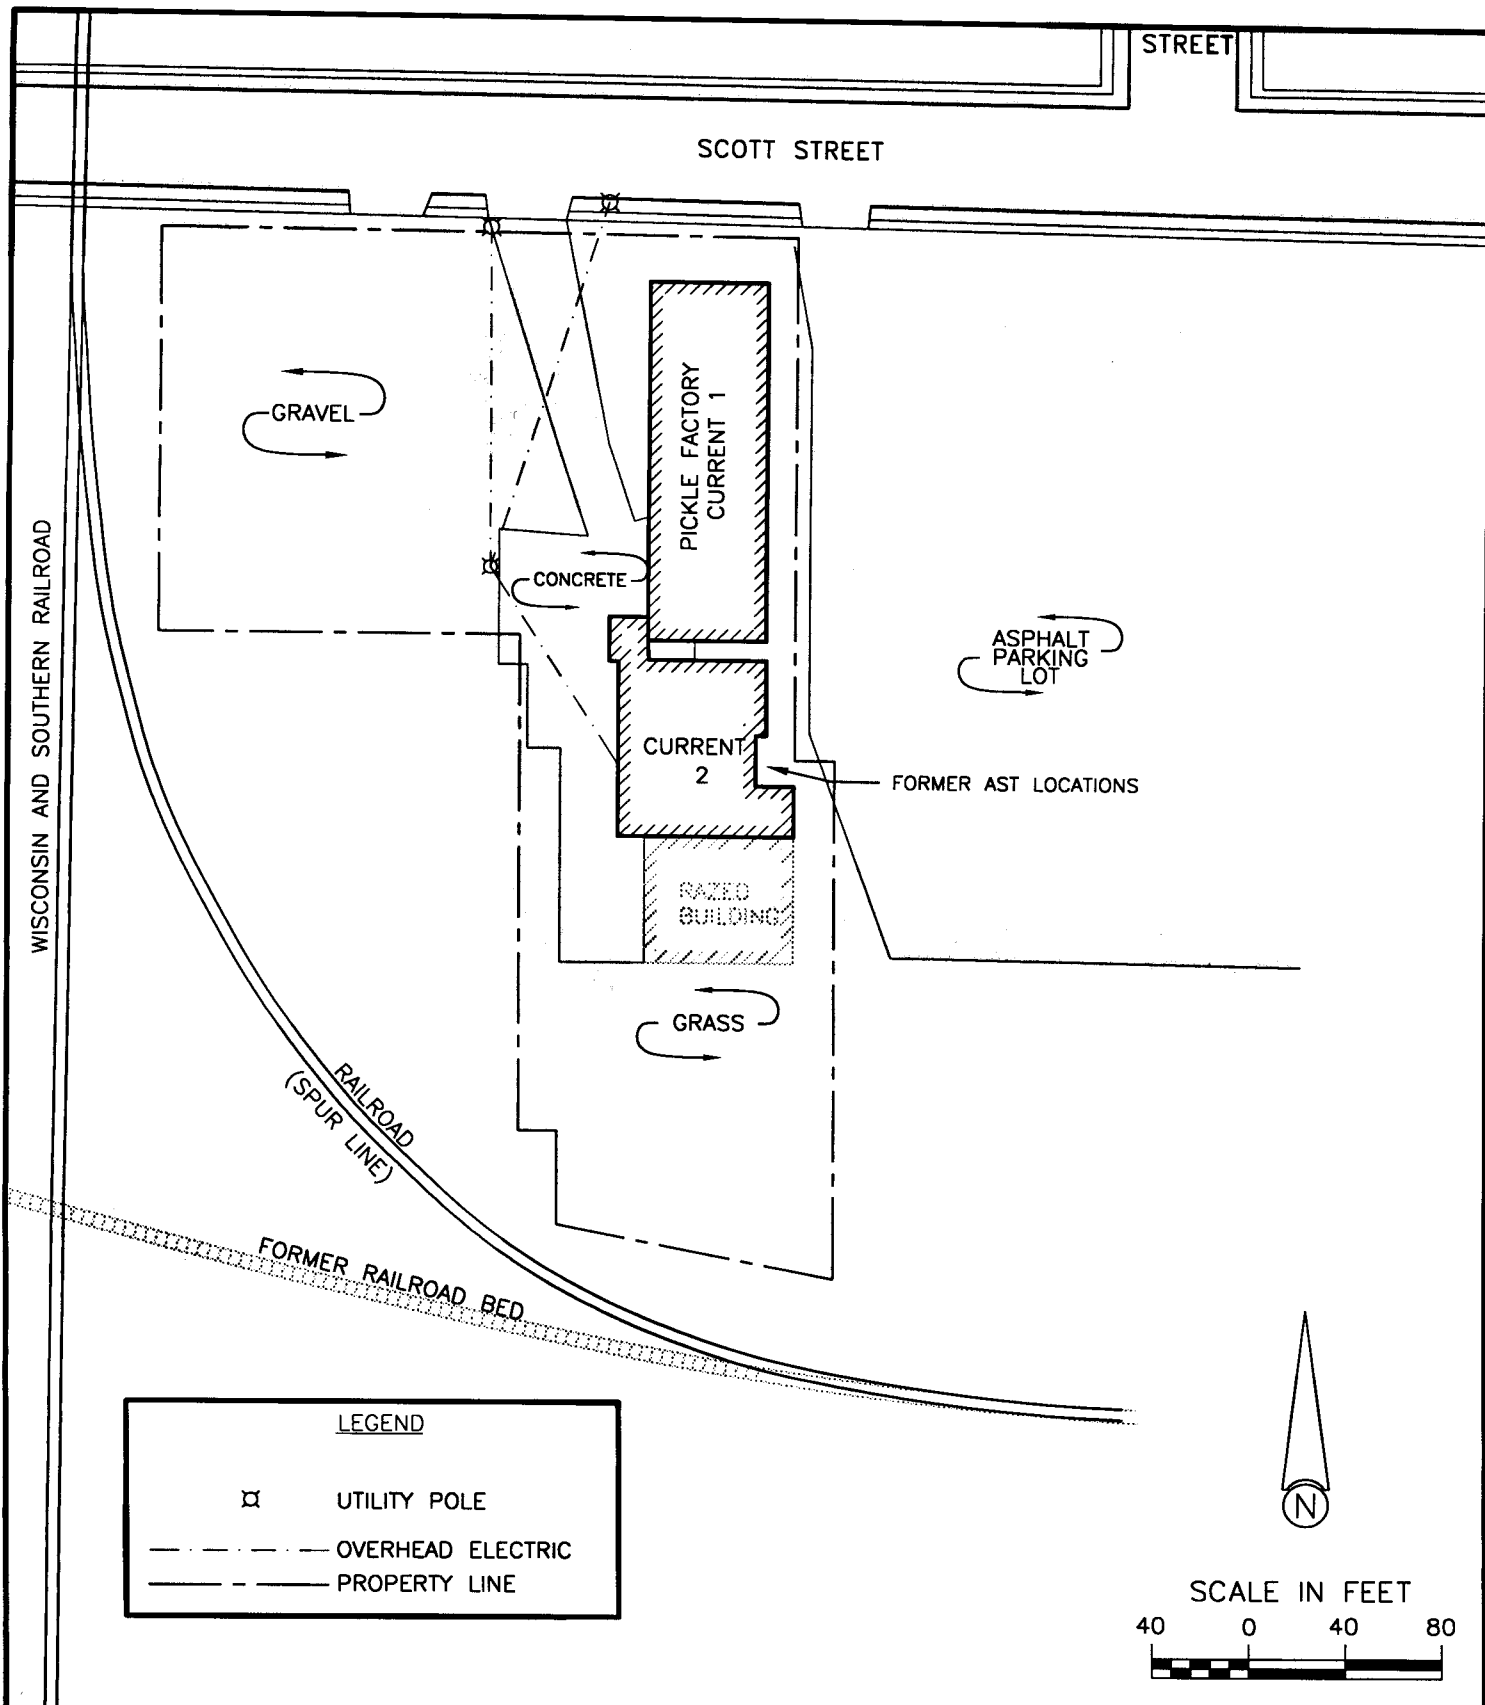 STREET
SCOTT STREET
GRAVEL
PICKLE FACTORY
CURRENT 1
CONCRETE
ASPHALT
PARKING
LOT
WISCONSIN AND SOUTHERN RAILROAD
CURRENT
2
FORMER AST LOCATIONS
RAZED
BUILDING
GRASS
RAILROAD
(SPUR LINE)
FORMER RAILROAD BED
LEGEND
UTILITY POLE
OVERHEAD ELECTRIC
PROPERTY LINE
N
SCALE IN FEET
40 0 40 80